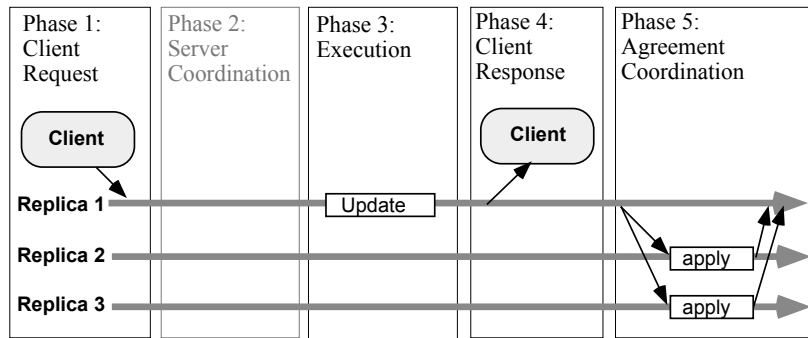 Phase 1:
Client
Request
Phase 2:
Server
Coordination
Phase 3:
Execution
Phase 4:
Client
Response
Phase 5:
Agreement
Coordination
Client
Client
Replica 1
Update
Replica 2
apply
Replica 3
apply